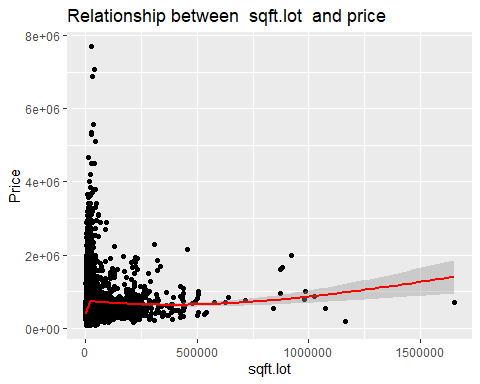 Relationship between  sqft.lot  and price
8e+06
6e+06
4e+06
2e+06
0e+00
Price
0
500000
1000000
1500000
sqft.lot